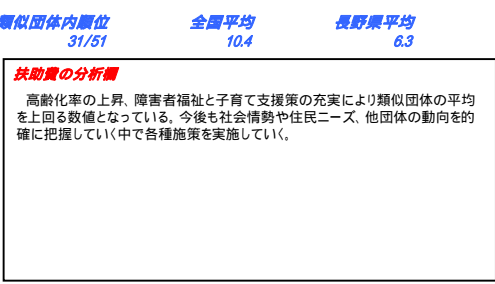 類似団体内順位 全国平均 長野県平均
31/51 10.4 6.3
扶助費の分析欄
高齢化率の上昇、障害者福祉と子育て支援策の充実により類似団体の平均
を上回る数値となっている。今後も社会情勢や住民ニーズ、他団体の動向を的
確に把握していく中で各種施策を実施していく。